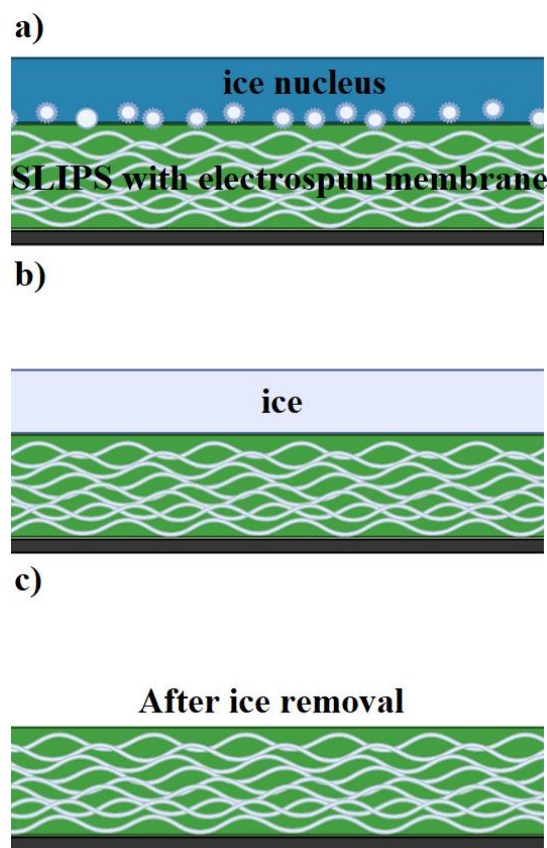 a)
ice nucleus
SLIPS with electrospun membrane
b)
ice
c)
After ice removal